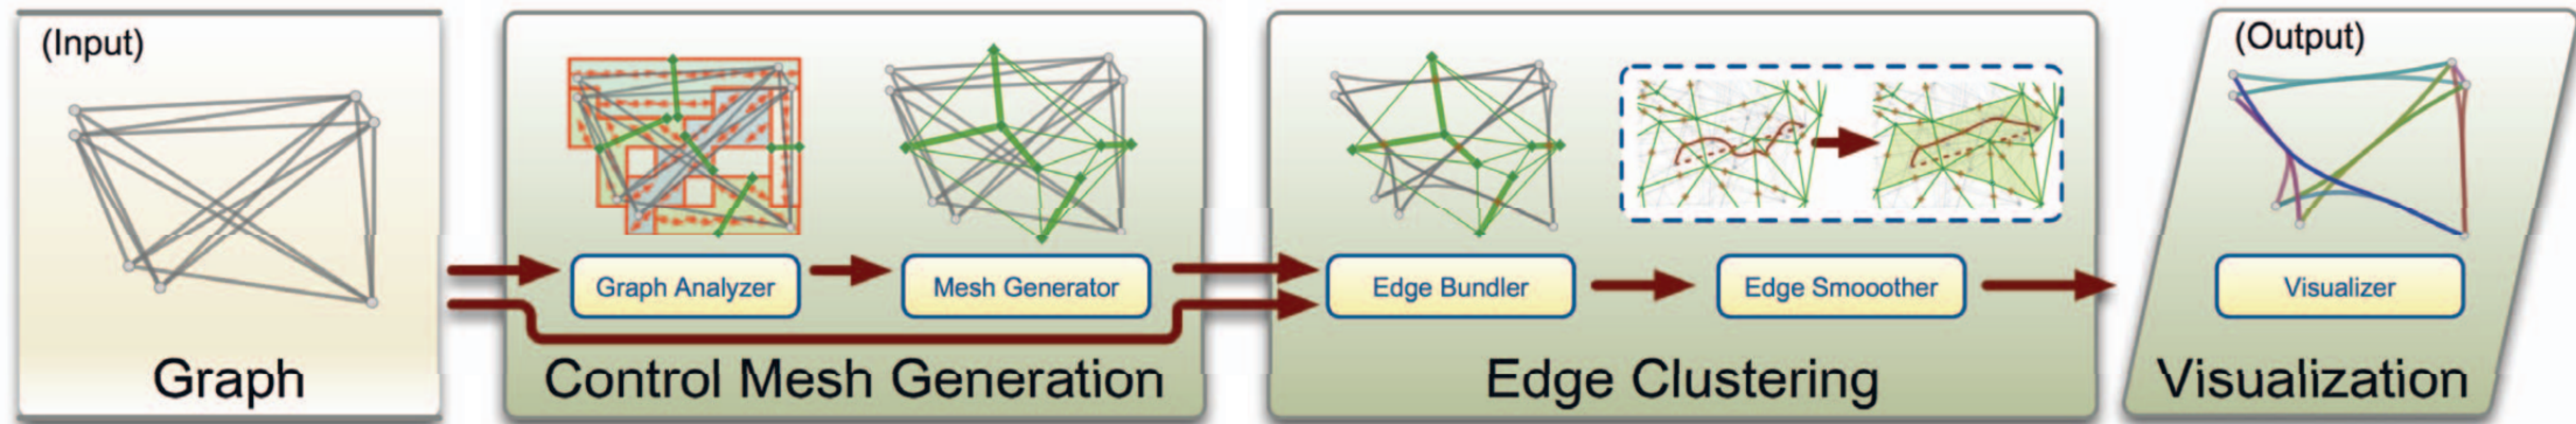 (Input)
Graph
Graph Analyzer
Mesh Generator
Control Mesh Generation
Edge Bundler
Edge Smooother
Edge Clustering
(Output)
Visualizer
Visualization